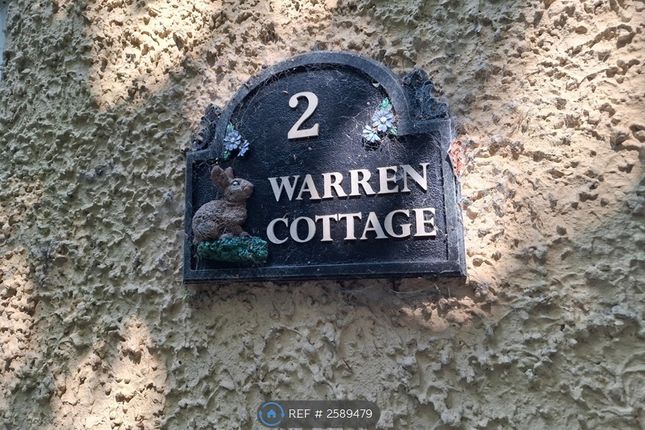 2
WARREN
COTTAGE
REF # 2589479